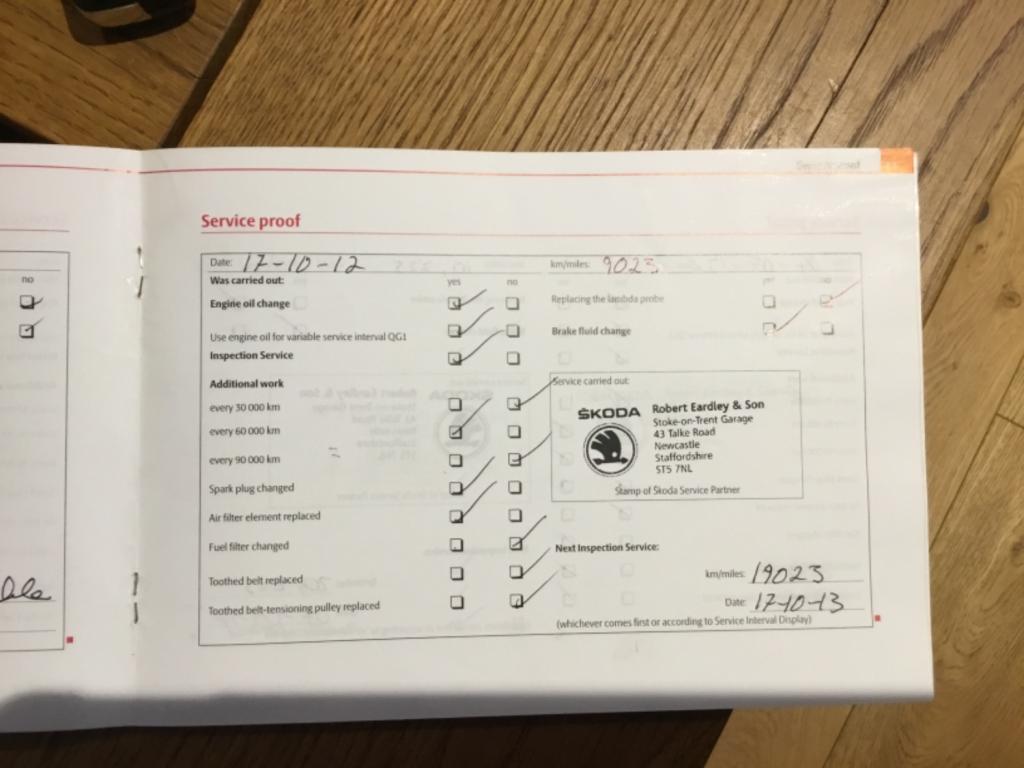 Service proof
Date: 17-10-12 km/miles: 9023
Was carried out: yes no
no
Engine oil change Replacing the lambda probe
Use engine oil for variable service interval QG1 Brake fluid change
Inspection Service
Additional work Service carried out:
every 30 000 km
every 60 000 km
every 90 000 km
ŠKODA Robert Eardley & Son
Stoke-on-Trent Garage
43 Talke Road
Newcastle
Staffordshire
ST5 7NL
Stamp of Skoda Service Partner
Spark plug changed
Air filter element replaced
Fuel filter changed
Toothed belt replaced
Toothed belt-tensioning pulley replaced
Next Inspection Service:
km/miles: 19023
Date: 17-10-13
(whichever comes first or according to Service Interval Display)